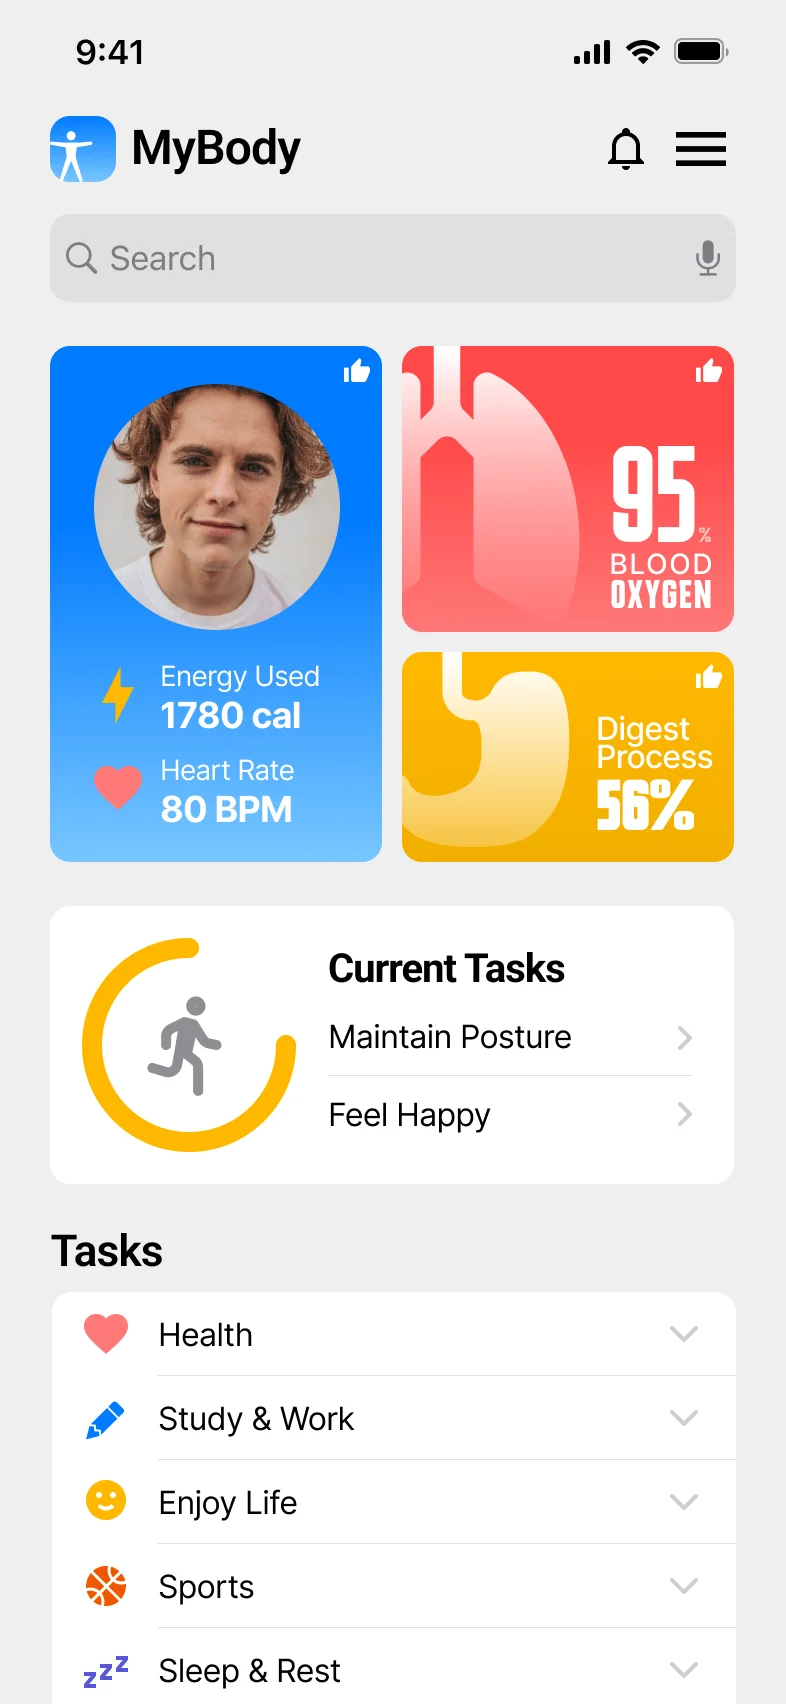 9:41
MyBody
Search
Energy Used
1780 cal
Heart Rate
80 BPM
95%
BLOOD
OXYGEN
Digest
Process
56%
Current Tasks
Maintain Posture
Feel Happy
Tasks
Health
Study & Work
Enjoy Life
Sports
zzz
Sleep & Rest